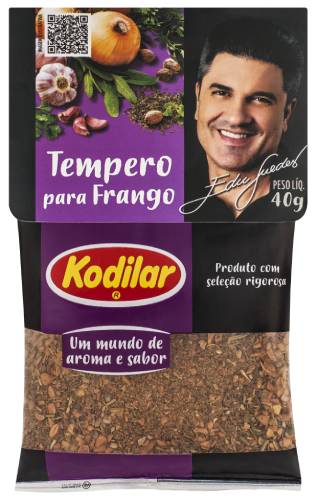 Tempero
para Frango
Edu Guedes
PESO LÍQ.
40g
Kodilar
®
Produto com
seleção rigorosa
Um mundo de
aroma e sabor